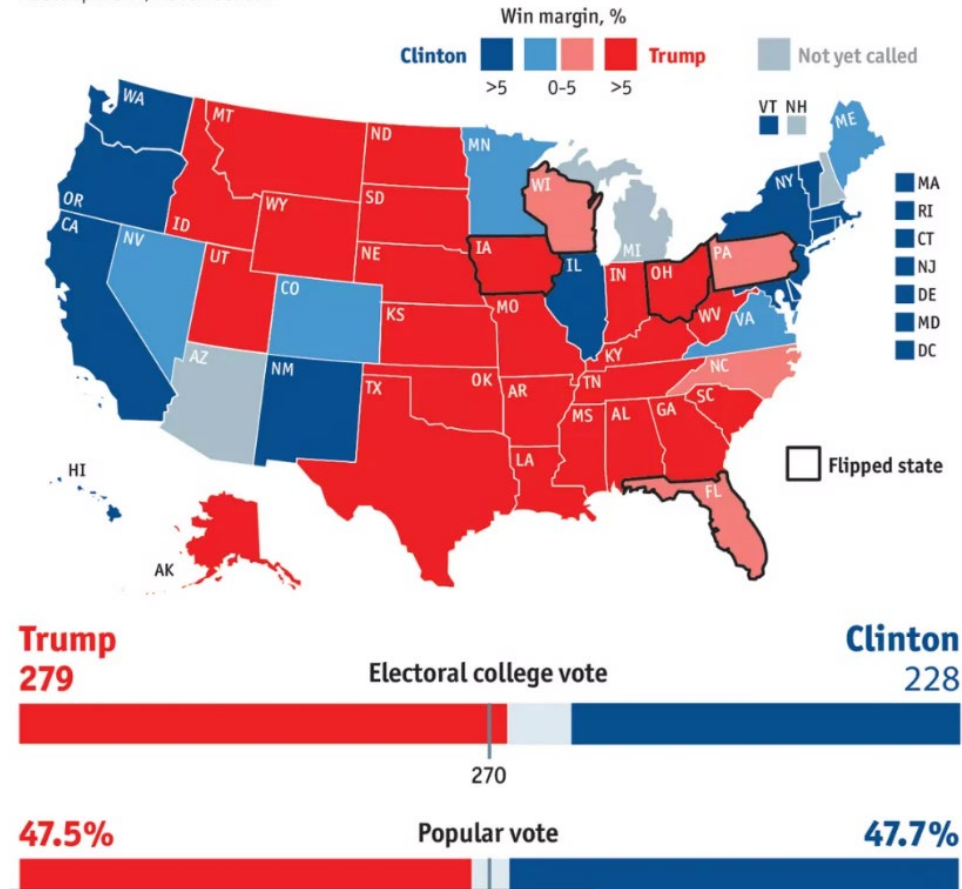 Win margin, %
Clinton
Trump
Not yet called
>5
0-5
>5
VT NH
WA
MT
ND
MN
ME
OR
ID
WY
SD
WI
NY
MA
RI
CT
NJ
DE
MD
DC
CA
NV
UT
NE
IA
MI
PA
CO
KS
MO
IL
IN
OH
WV
VA
AZ
NM
OK
KY
NC
TX
AR
TN
SC
MS
AL
GA
LA
HI
FL
Flipped state
AK
Trump
Clinton
279
Electoral college vote
228
270
47.5%
Popular vote
47.7%